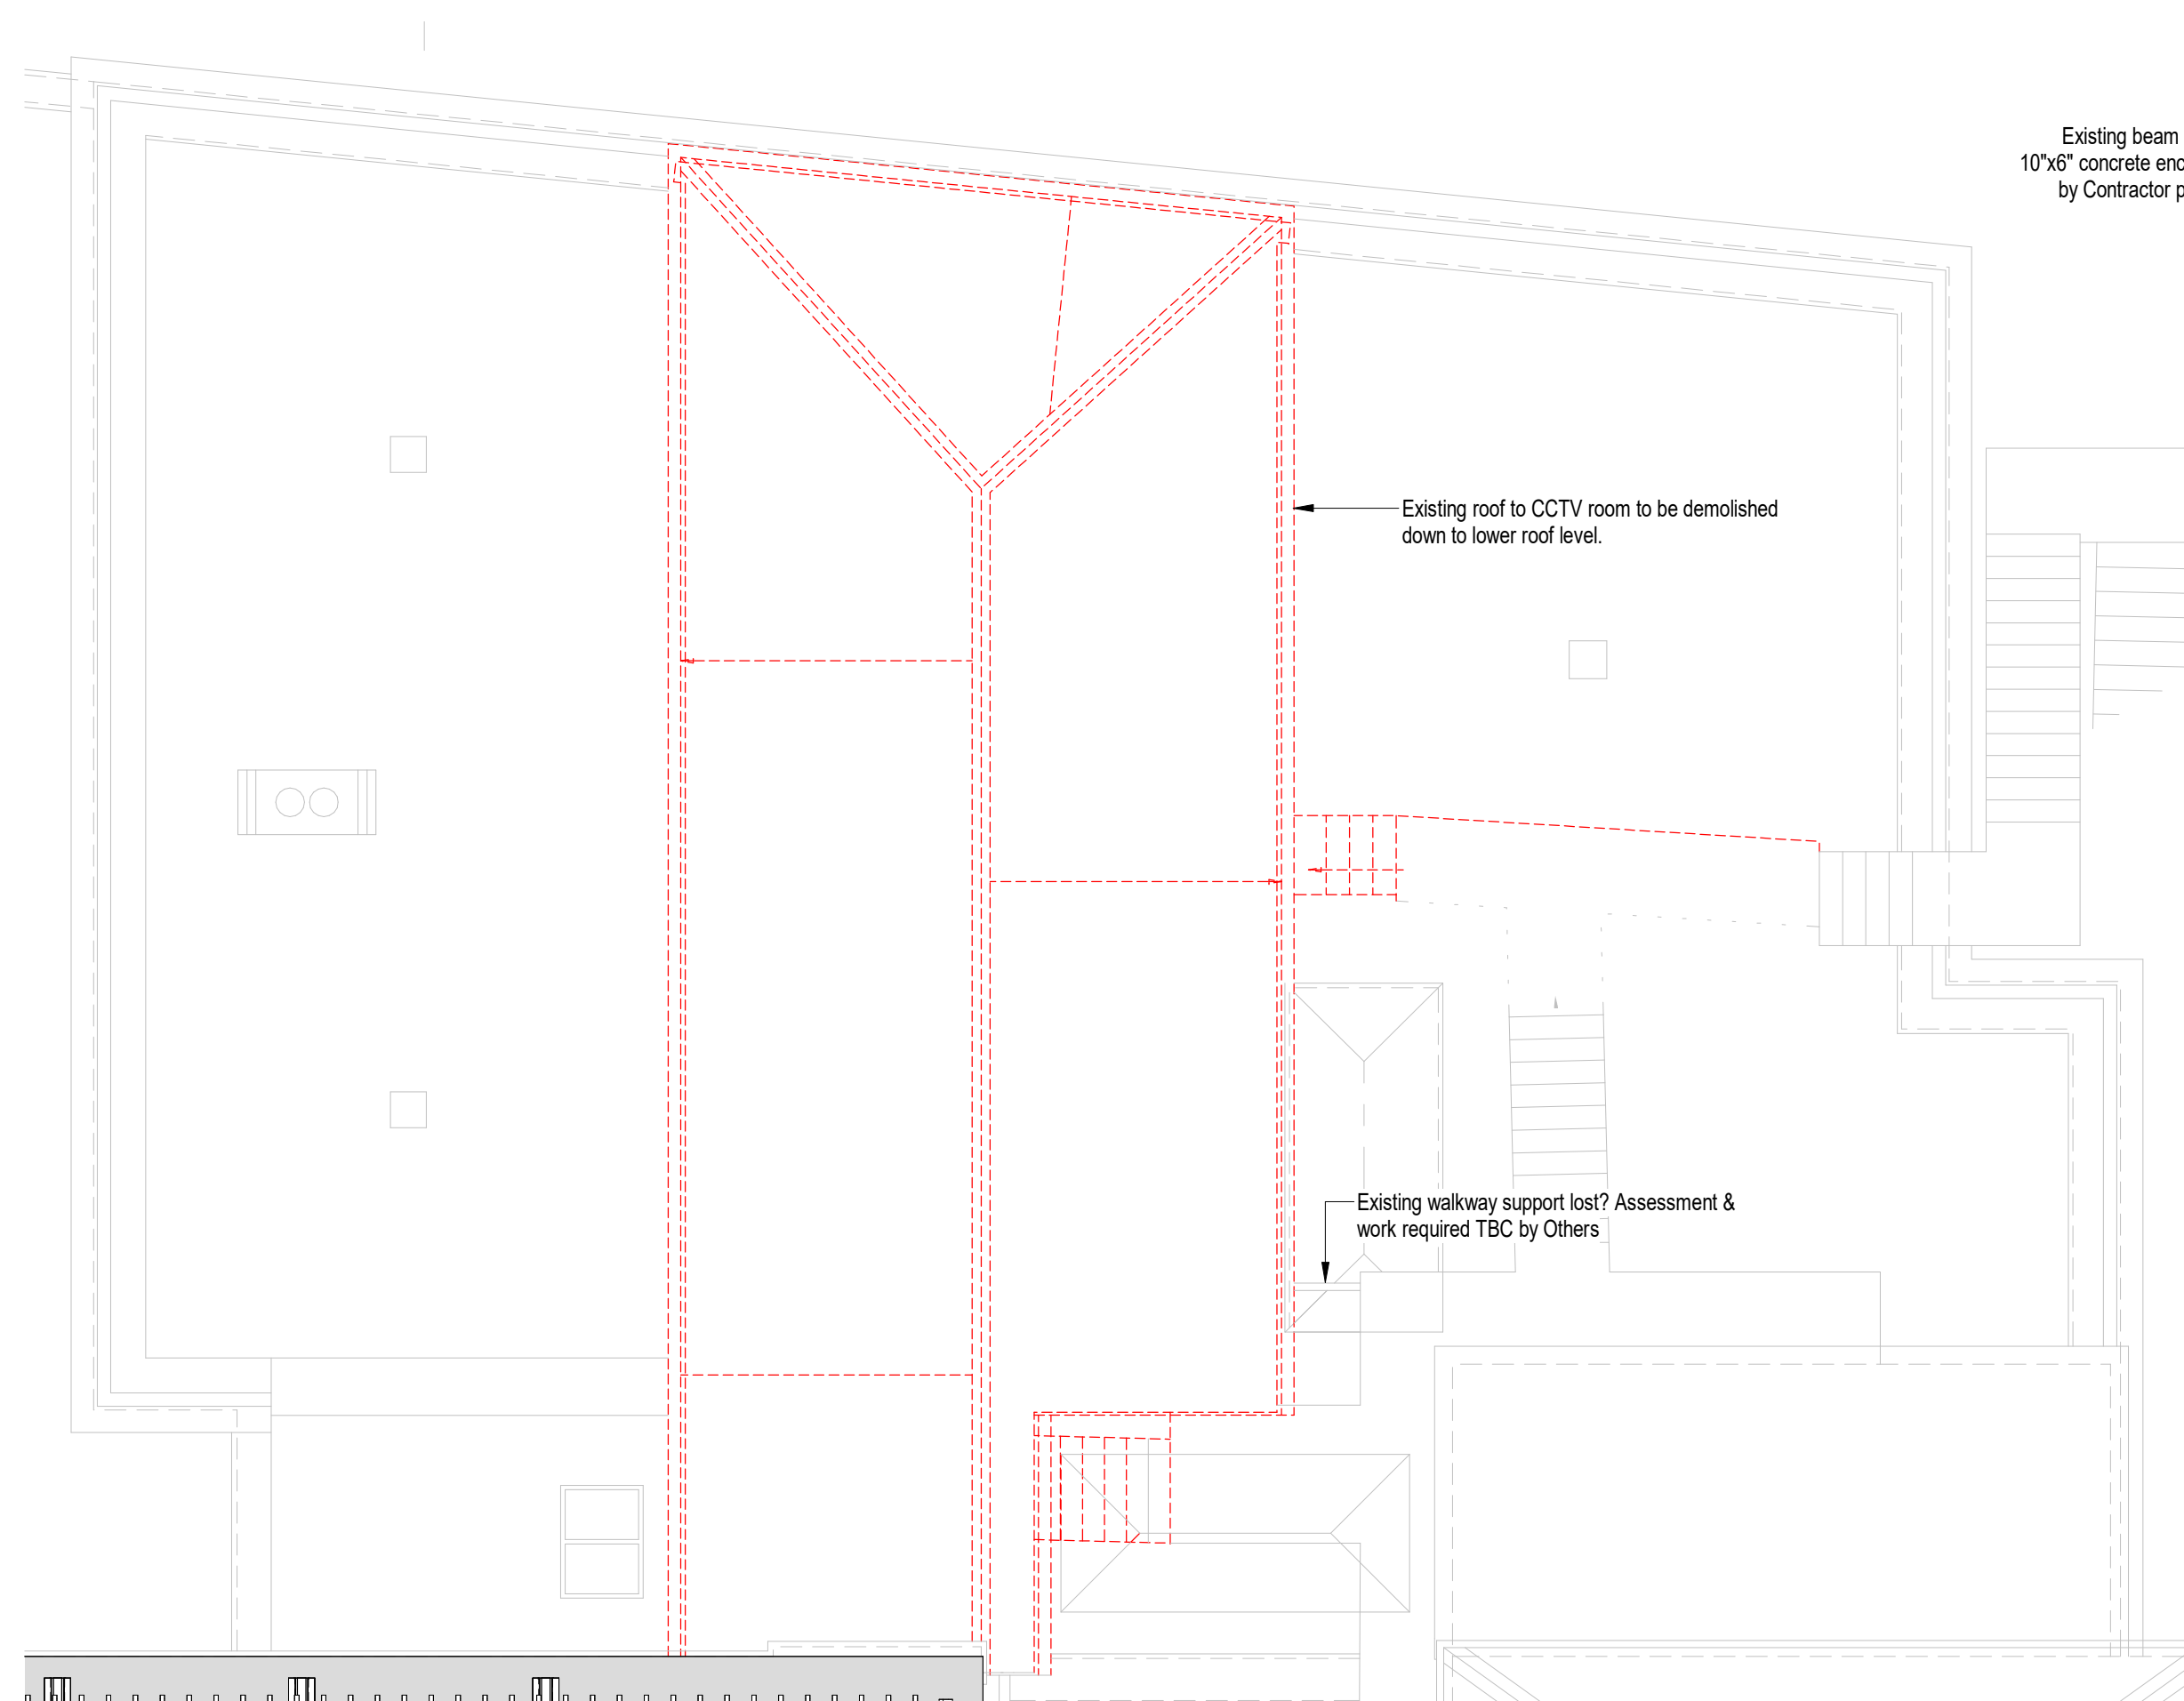 Existing beam
10"x6" concrete enc
by Contractor p
Existing roof to CCTV room to be demolished
down to lower roof level.
Existing walkway support lost? Assessment &
work required TBC by Others